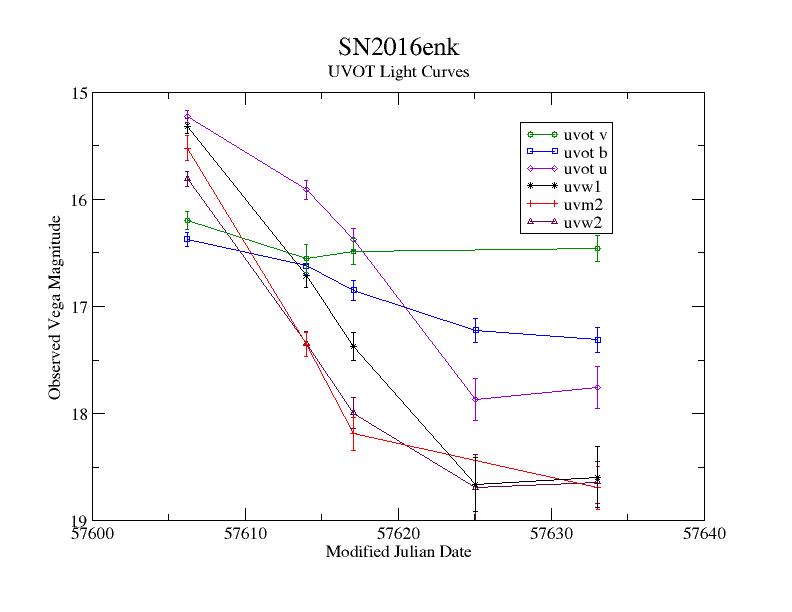 SN2016enk
UVOT Light Curves
Observed Vega Magnitude
15
16
17
18
19
uvot v
uvot b
uvot u
uvw1
uvm2
uvw2
57600 57610 57620 57630 57640
Modified Julian Date